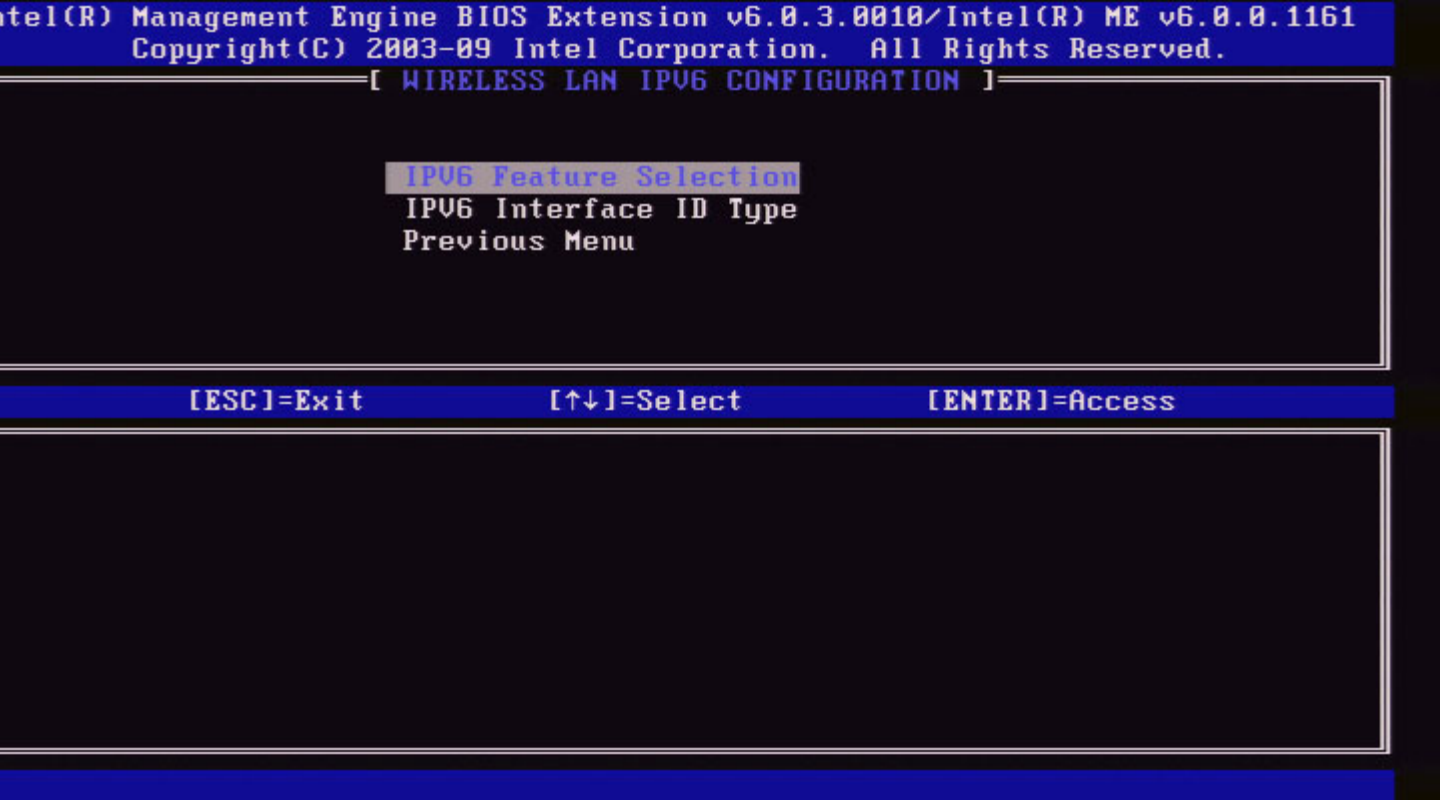 ntel(R) Management Engine BIOS Extension v6.0.3.0010/Intel(R) ME v6.0.0.1161
Copyright(C) 2003-09 Intel Corporation.  All Rights Reserved.
[ WIRELESS LAN IPV6 CONFIGURATION ]
IPV6 Feature Selection
IPV6 Interface ID Type
Previous Menu
[ESC]=Exit [↑↓]=Select [ENTER]=Access